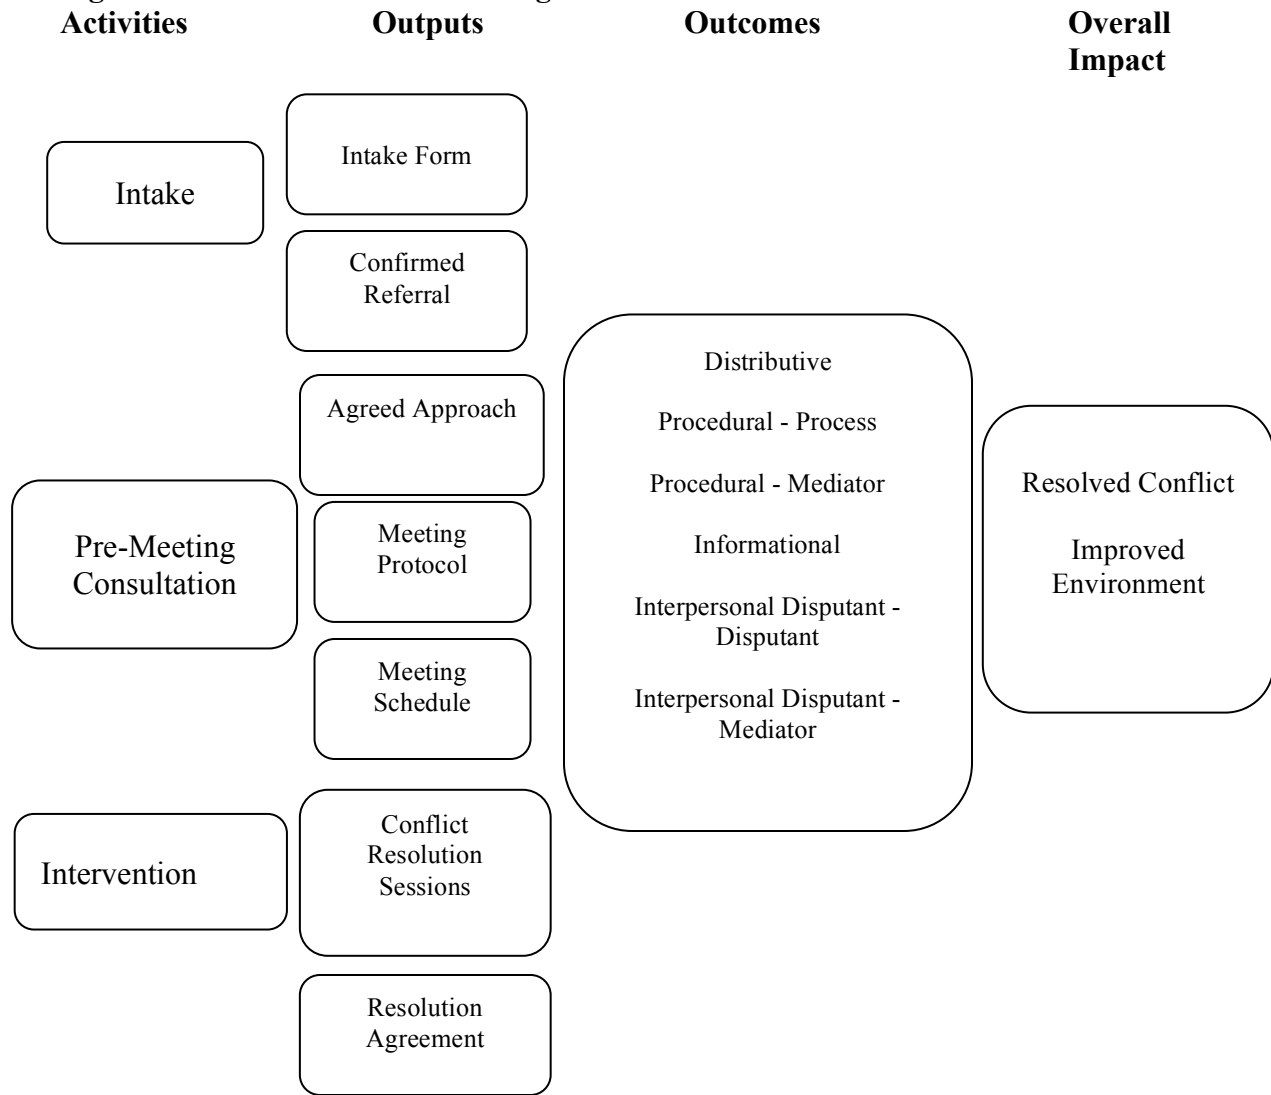 Activities
Outputs
Outcomes
Overall
Impact
Intake
Intake Form
Confirmed
Referral
Pre-Meeting
Consultation
Agreed Approach
Meeting
Protocol
Meeting
Schedule
Intervention
Conflict
Resolution
Sessions
Resolution
Agreement
Distributive
Procedural - Process
Procedural - Mediator
Informational
Interpersonal Disputant -
Disputant
Interpersonal Disputant -
Mediator
Resolved Conflict
Improved
Environment